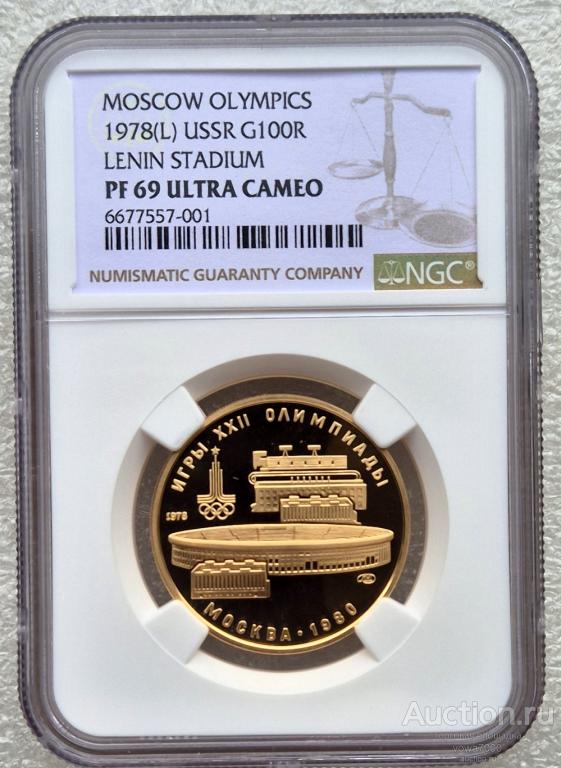 MOSCOW OLYMPICS
1978(L) USSR G100R
LENIN STADIUM
PF 69 ULTRA CAMEO
6677557-001
NUMISMATIC GUARANTY COMPANY
NGC®
ИГРЫ XXII ОЛИМПИАДЫ
1978
МОСКВА · 1980
Auction.ru
vowa7000